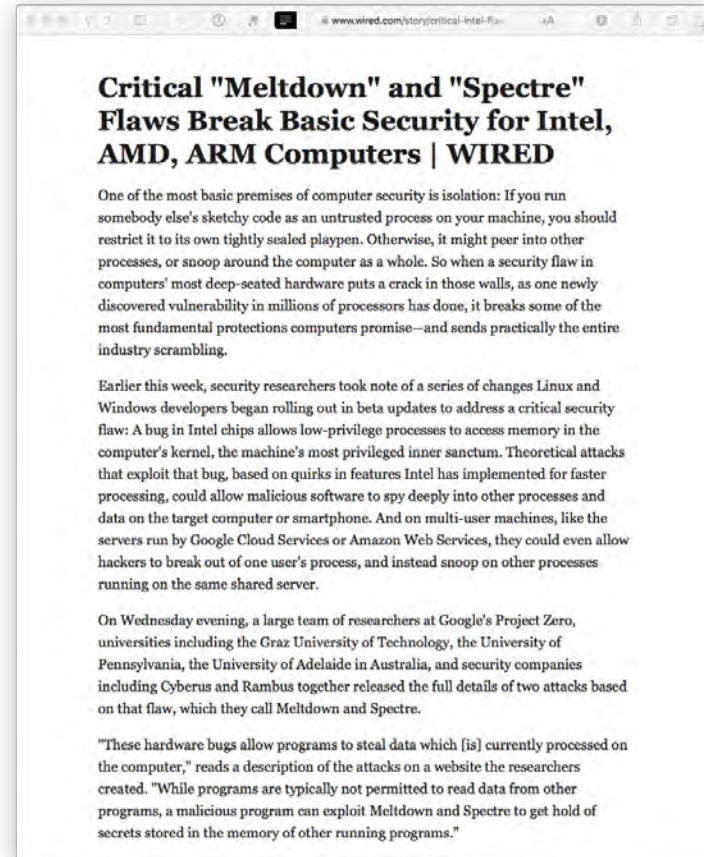 www.wired.com/story/critical-intel-flaw
Critical "Meltdown" and "Spectre"
Flaws Break Basic Security for Intel,
AMD, ARM Computers | WIRED
One of the most basic premises of computer security is isolation: If you run
somebody else's sketchy code as an untrusted process on your machine, you should
restrict it to its own tightly sealed playpen. Otherwise, it might peer into other
processes, or snoop around the computer as a whole. So when a security flaw in
computers' most deep-seated hardware puts a crack in those walls, as one newly
discovered vulnerability in millions of processors has done, it breaks some of the
most fundamental protections computers promise—and sends practically the entire
industry scrambling.
Earlier this week, security researchers took note of a series of changes Linux and
Windows developers began rolling out in beta updates to address a critical security
flaw: A bug in Intel chips allows low-privilege processes to access memory in the
computer's kernel, the machine's most privileged inner sanctum. Theoretical attacks
that exploit that bug, based on quirks in features Intel has implemented for faster
processing, could allow malicious software to spy deeply into other processes and
data on the target computer or smartphone. And on multi-user machines, like the
servers run by Google Cloud Services or Amazon Web Services, they could even allow
hackers to break out of one user's process, and instead snoop on other processes
running on the same shared server.
On Wednesday evening, a large team of researchers at Google's Project Zero,
universities including the Graz University of Technology, the University of
Pennsylvania, the University of Adelaide in Australia, and security companies
including Cyberus and Rambus together released the full details of two attacks based
on that flaw, which they call Meltdown and Spectre.
"These hardware bugs allow programs to steal data which [is] currently processed on
the computer," reads a description of the attacks on a website the researchers
created. "While programs are typically not permitted to read data from other
programs, a malicious program can exploit Meltdown and Spectre to get hold of
secrets stored in the memory of other running programs."